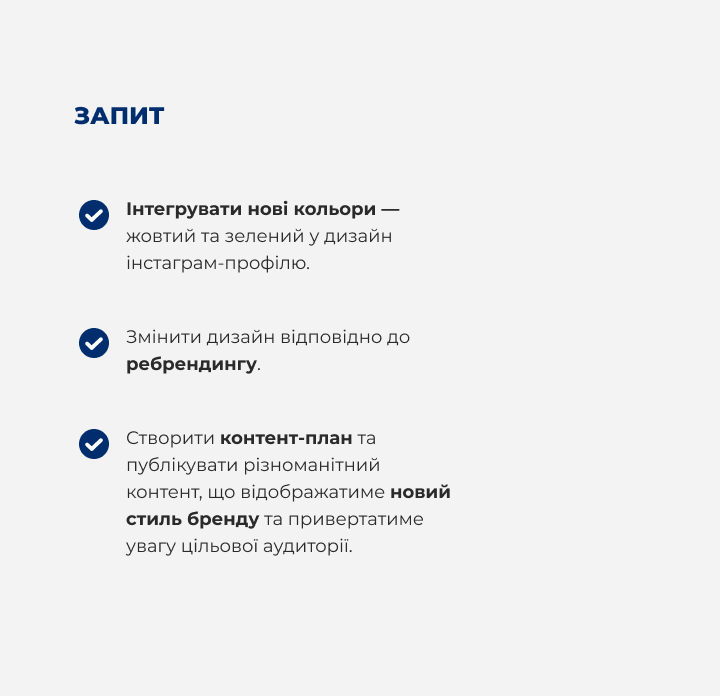 ЗАПИТ
Інтегрувати нові кольори —
жовтий та зелений у дизайн
інстаграм-профілю.
Змінити дизайн відповідно до
ребрендингу.
Створити контент-план та
публікувати різноманітний
контент, що відображатиме новий
стиль бренду та привертатиме
увагу цільової аудиторії.